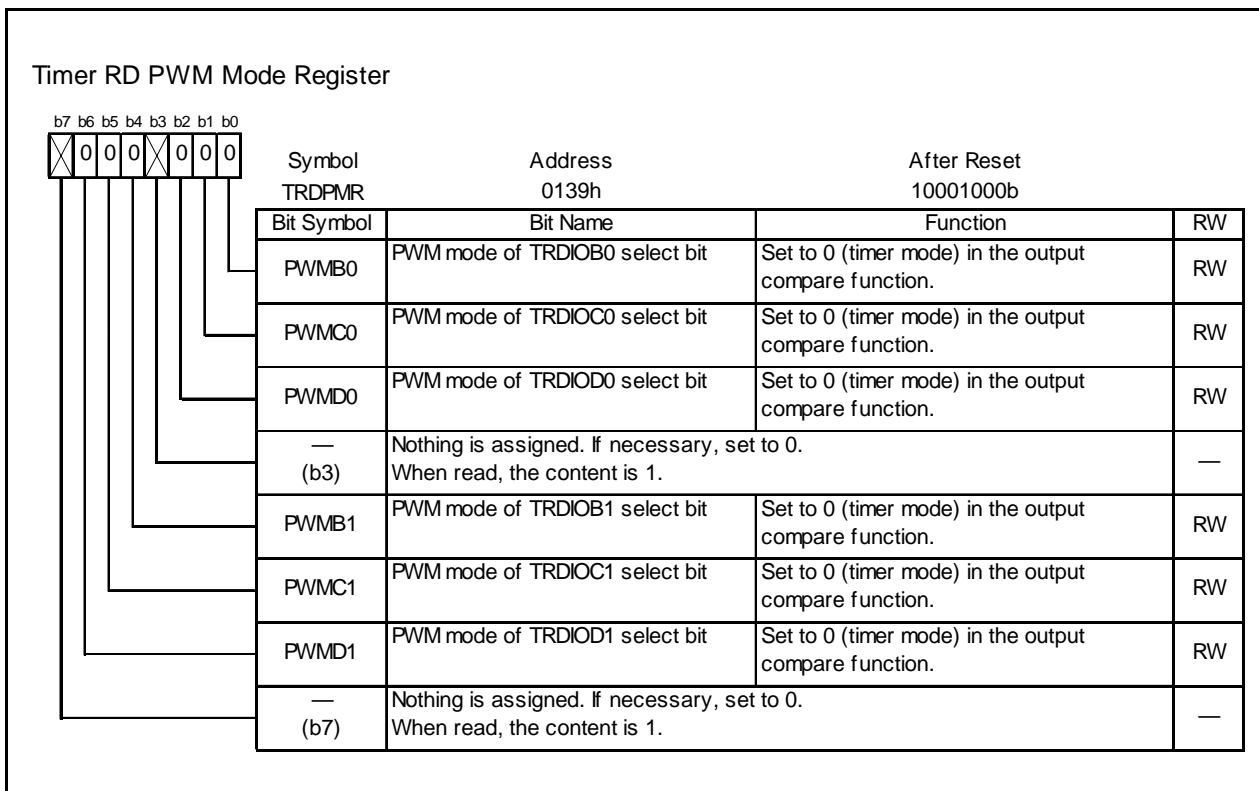 Timer RD PWM Mode Register
b7 b6 b5 b4 b3 b2 b1 b0
0 0 0 0 0 0
Symbol Address After Reset
TRDPMR 0139h 10001000b
Bit Symbol Bit Name Function RW
PWMB0 PWM mode of TRDIOB0 select bit Set to 0 (timer mode) in the output compare function. RW
PWMC0 PWM mode of TRDIOC0 select bit Set to 0 (timer mode) in the output compare function. RW
PWMD0 PWM mode of TRDIOD0 select bit Set to 0 (timer mode) in the output compare function. RW
— (b3) Nothing is assigned. If necessary, set to 0. When read, the content is 1. —
PWMB1 PWM mode of TRDIOB1 select bit Set to 0 (timer mode) in the output compare function. RW
PWMC1 PWM mode of TRDIOC1 select bit Set to 0 (timer mode) in the output compare function. RW
PWMD1 PWM mode of TRDIOD1 select bit Set to 0 (timer mode) in the output compare function. RW
— (b7) Nothing is assigned. If necessary, set to 0. When read, the content is 1. —